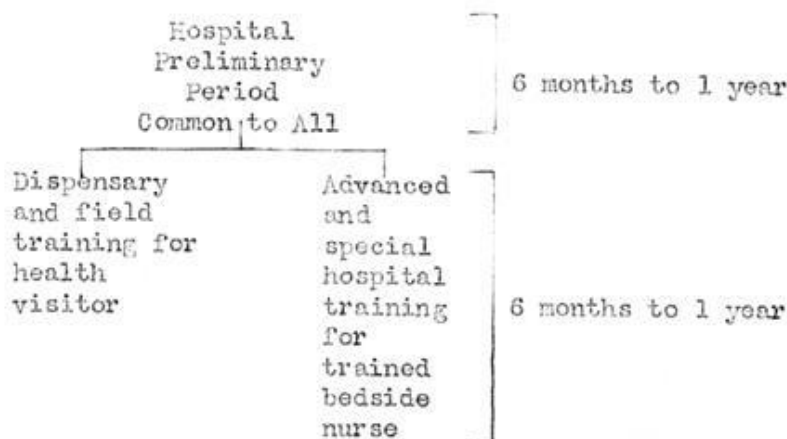 Hospital
Preliminary
Period
Common to All
6 months to 1 year
Dispensary
and field
training for
health
visitor
Advanced
and
special
hospital
training
for
trained
bedside
nurse
6 months to 1 year